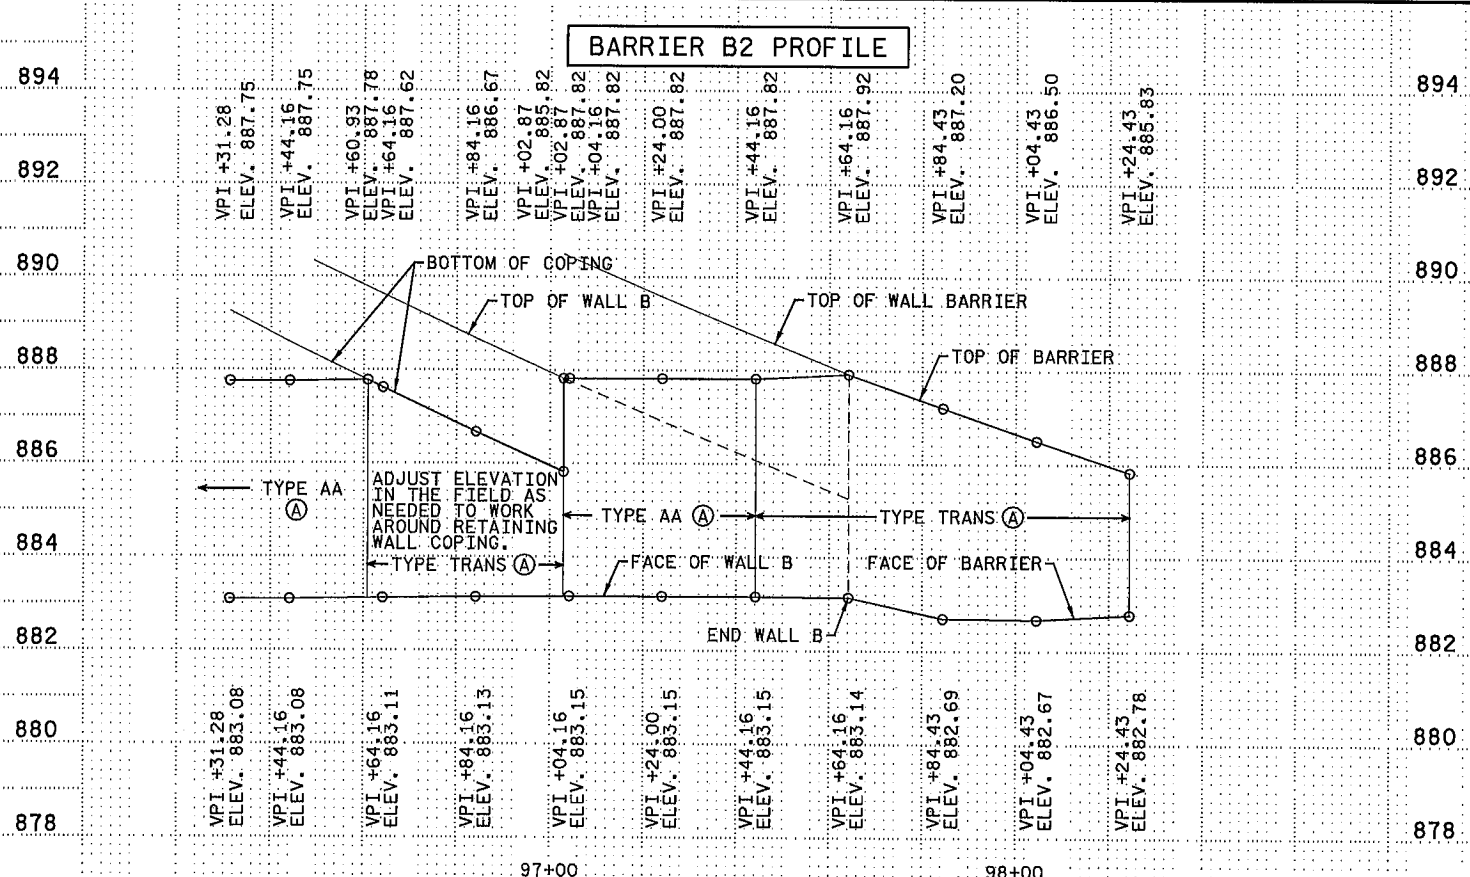 BARRIER B2 PROFILE
894
892
890
888
886
884
882
880
878
VPI +31.28
ELEV. 887.75
VPI +44.16
ELEV. 887.75
VPI +60.93
ELEV. 887.78
VPI +64.16
ELEV. 887.62
VPI +84.16
ELEV. 886.67
VPI +02.87
ELEV. 885.82
VPI +02.87
ELEV. 887.82
VPI +04.16
ELEV. 887.82
VPI +24.00
ELEV. 887.82
VPI +44.16
ELEV. 887.82
VPI +64.16
ELEV. 887.92
VPI +84.43
ELEV. 887.20
VPI +04.43
ELEV. 886.50
VPI +24.43
ELEV. 885.83
894
892
890
888
886
884
882
880
878
BOTTOM OF COPING
TOP OF WALL B
TOP OF WALL BARRIER
TOP OF BARRIER
TYPE AA
A
ADJUST ELEVATION
IN THE FIELD AS
NEEDED TO WORK
AROUND RETAINING
WALL COPING.
TYPE TRANS A
TYPE AA A
TYPE TRANS A
FACE OF WALL B
FACE OF BARRIER
END WALL B
VPI +31.28
ELEV. 883.08
VPI +44.16
ELEV. 883.08
VPI +64.16
ELEV. 883.11
VPI +84.16
ELEV. 883.13
VPI +04.16
ELEV. 883.15
VPI +24.00
ELEV. 883.15
VPI +44.16
ELEV. 883.15
VPI +64.16
ELEV. 883.14
VPI +84.43
ELEV. 882.69
VPI +04.43
ELEV. 882.67
VPI +24.43
ELEV. 882.78
97+00
98+00